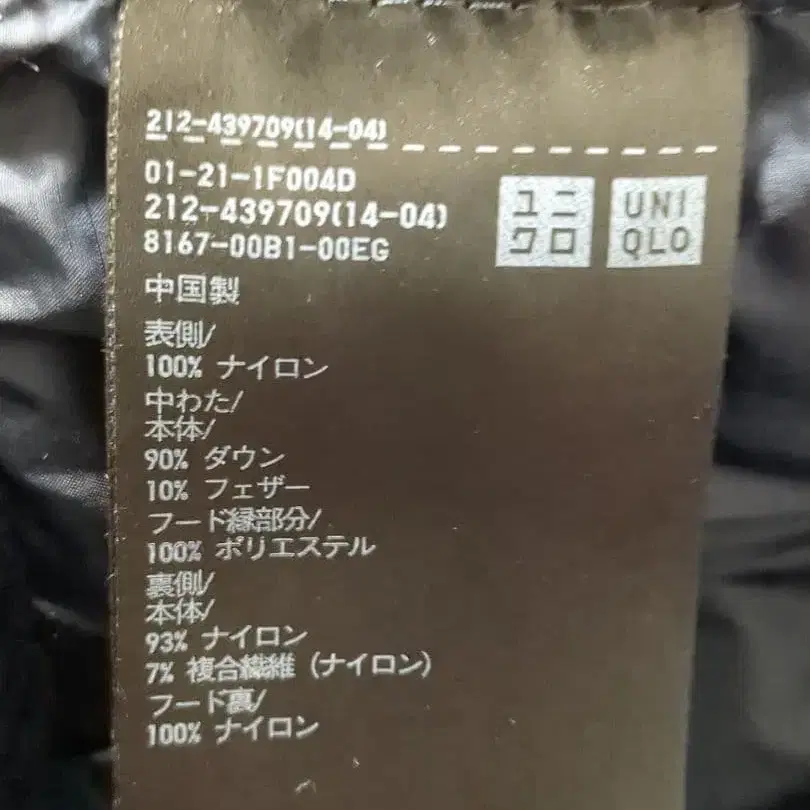 212-439709(14-04)
01-21-1F004D
212-439709(14-04)
8167-00B1-00EG
ユニ
クロ
UNI
QLO
中国製
表側/
100% ナイロン
中わた/
本体/
90% ダウン
10% フェザー
フード縁部分/
100% ポリエステル
裏側/
本体/
93% ナイロン
7% 複合繊維 (ナイロン)
フード裏/
100% ナイロン